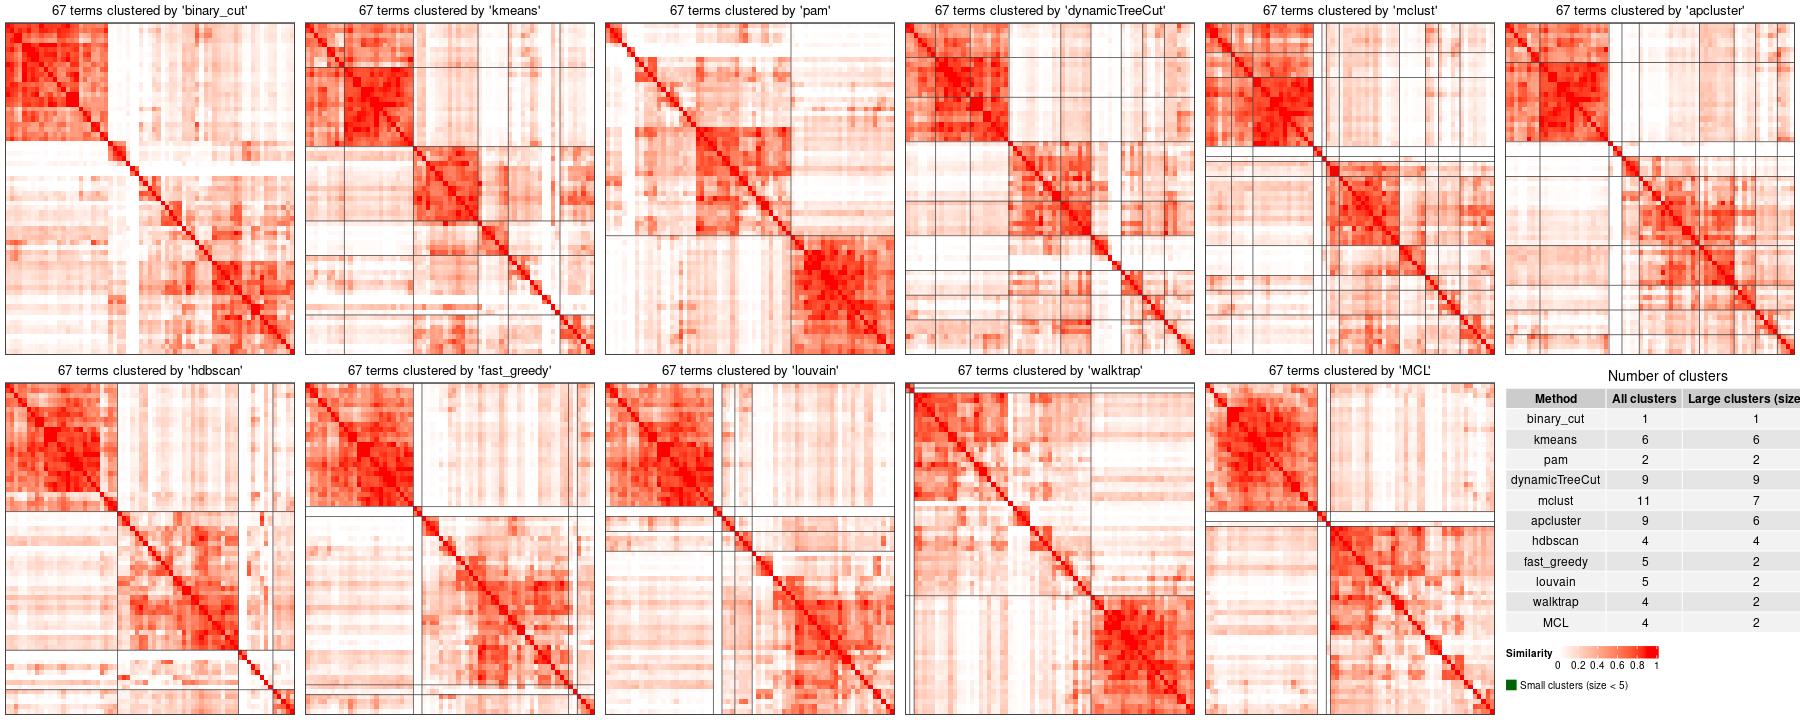 67 terms clustered by 'binary_cut'
67 terms clustered by 'kmeans'
67 terms clustered by 'pam'
67 terms clustered by 'dynamicTreeCut'
67 terms clustered by 'mclust'
67 terms clustered by 'apcluster'
67 terms clustered by 'hdbscan'
67 terms clustered by 'fast_greedy'
67 terms clustered by 'louvain'
67 terms clustered by 'walktrap'
67 terms clustered by 'MCL'
Number of clusters
Method All clusters Large clusters (size
binary_cut 1 1
kmeans 6 6
pam 2 2
dynamicTreeCut 9 9
mclust 11 7
apcluster 9 6
hdbscan 4 4
fast_greedy 5 2
louvain 5 2
walktrap 4 2
MCL 4 2
Similarity
0 0.2 0.4 0.6 0.8 1
Small clusters (size < 5)